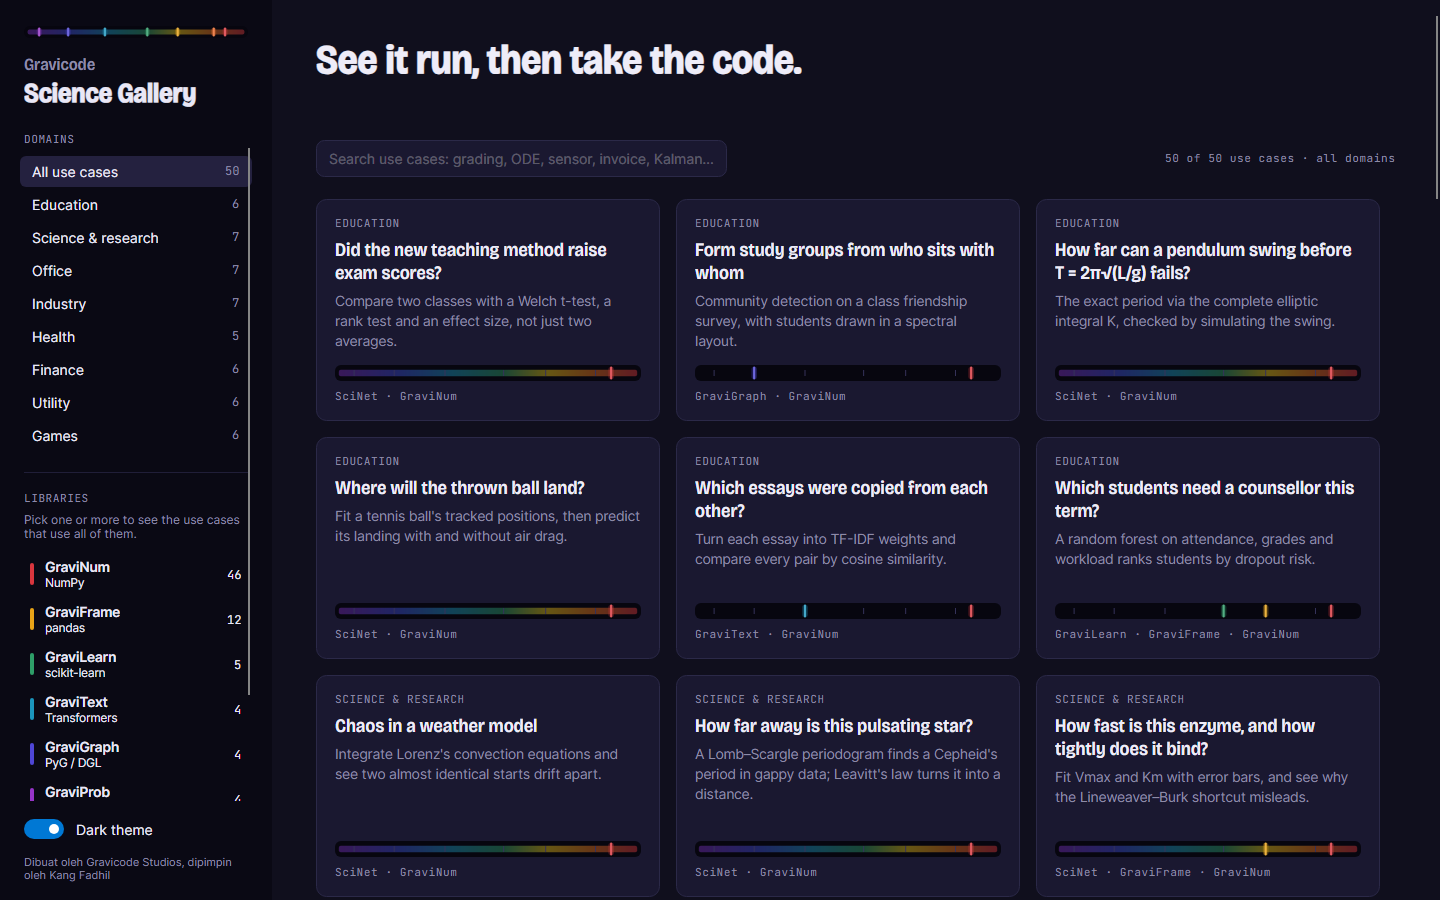 Gravicode
Science Gallery
DOMAINS
All use cases 50
Education 6
Science & research 7
Office 7
Industry 7
Health 5
Finance 6
Utility 6
Games 6
LIBRARIES
Pick one or more to see the use cases
that use all of them.
GraviNum 46
NumPy
GraviFrame 12
pandas
GraviLearn 5
scikit-learn
GraviText 4
Transformers
GraviGraph 4
PyG / DGL
GraviProb 4
Dark theme
Dibuat oleh Gravicode Studios, dipimpin
oleh Kang Fadhil
See it run, then take the code.
Search use cases: grading, ODE, sensor, invoice, Kalman...
50 of 50 use cases · all domains
EDUCATION
Did the new teaching method raise
exam scores?
Compare two classes with a Welch t-test, a
rank test and an effect size, not just two
averages.
SciNet · GraviNum
EDUCATION
Form study groups from who sits with
whom
Community detection on a class friendship
survey, with students drawn in a spectral
layout.
GraviGraph · GraviNum
EDUCATION
How far can a pendulum swing before
T = 2π√(L/g) fails?
The exact period via the complete elliptic
integral K, checked by simulating the swing.
SciNet · GraviNum
EDUCATION
Where will the thrown ball land?
Fit a tennis ball's tracked positions, then predict
its landing with and without air drag.
SciNet · GraviNum
EDUCATION
Which essays were copied from each
other?
Turn each essay into TF-IDF weights and
compare every pair by cosine similarity.
GraviText · GraviNum
EDUCATION
Which students need a counsellor this
term?
A random forest on attendance, grades and
workload ranks students by dropout risk.
GraviLearn · GraviFrame · GraviNum
SCIENCE & RESEARCH
Chaos in a weather model
Integrate Lorenz's convection equations and
see two almost identical starts drift apart.
SciNet · GraviNum
SCIENCE & RESEARCH
How far away is this pulsating star?
A Lomb–Scargle periodogram finds a Cepheid's
period in gappy data; Leavitt's law turns it into a
distance.
SciNet · GraviNum
SCIENCE & RESEARCH
How fast is this enzyme, and how
tightly does it bind?
Fit Vmax and Km with error bars, and see why
the Lineweaver–Burk shortcut misleads.
SciNet · GraviFrame · GraviNum